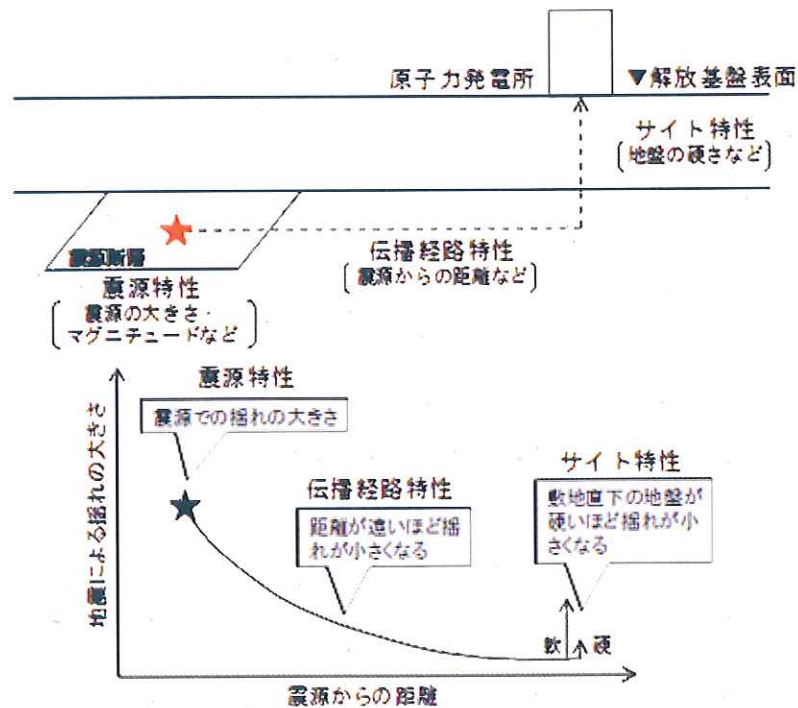 原子力発電所 ▼解放基盤表面
サイト特性
（地盤の硬さなど）
震源断層
伝播経路特性
（震源からの距離など）
震源特性
（震源の大きさ・
マグニチュードなど）
地震による揺れの大きさ
震源特性
震源での揺れの大きさ
伝播経路特性
距離が遠いほど揺
れが小さくなる
サイト特性
敷地直下の地盤が
硬いほど揺れが小
さくなる
軟 硬
震源からの距離